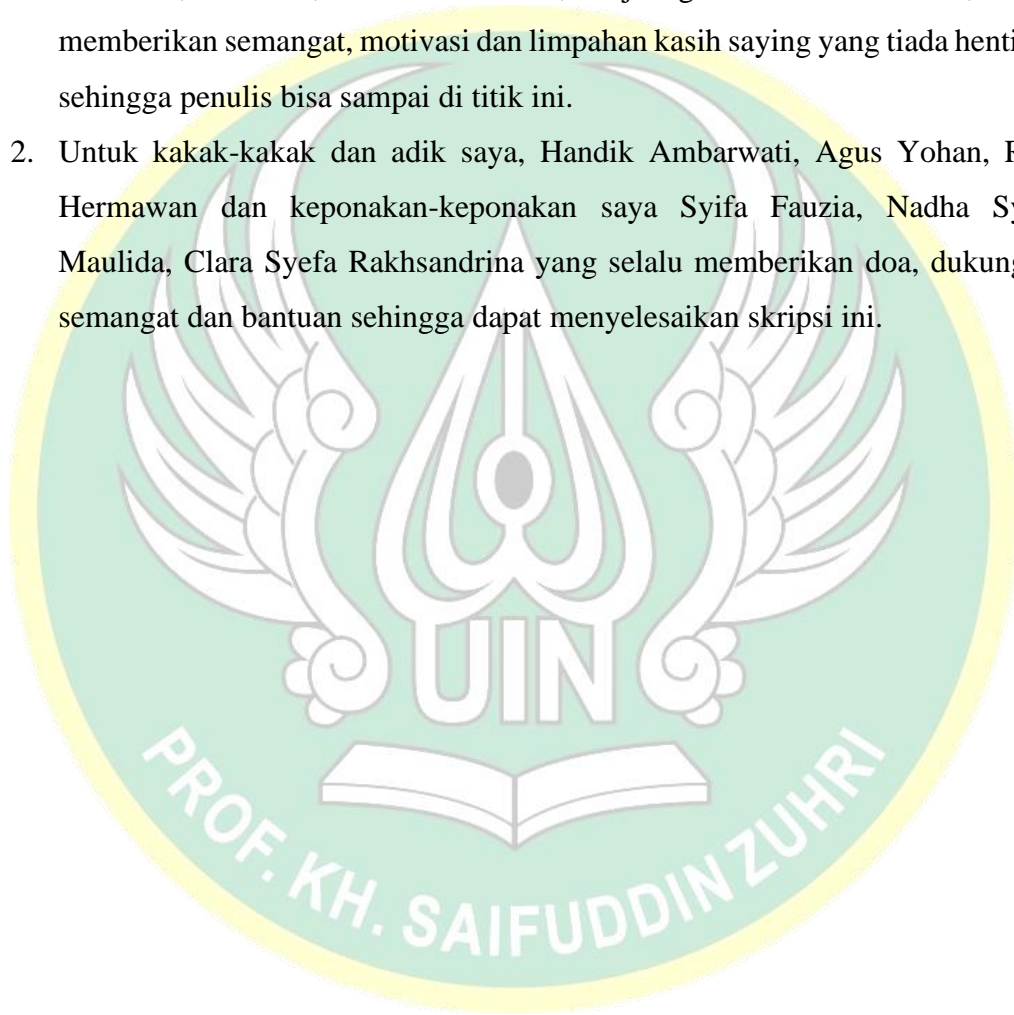 memberikan semangat, motivasi dan limpahan kasih saying yang tiada henti
sehingga penulis bisa sampai di titik ini.
2. Untuk kakak-kakak dan adik saya, Handik Ambarwati, Agus Yohan,
Hermawan dan keponakan-keponakan saya Syifa Fauzia, Nadha
Maulida, Clara Syefa Rakhsandrina yang selalu memberikan doa,
semangat dan bantuan sehingga dapat menyelesaikan skripsi ini.
UIN
PROF. KH. SAIFUDDIN ZUHRI